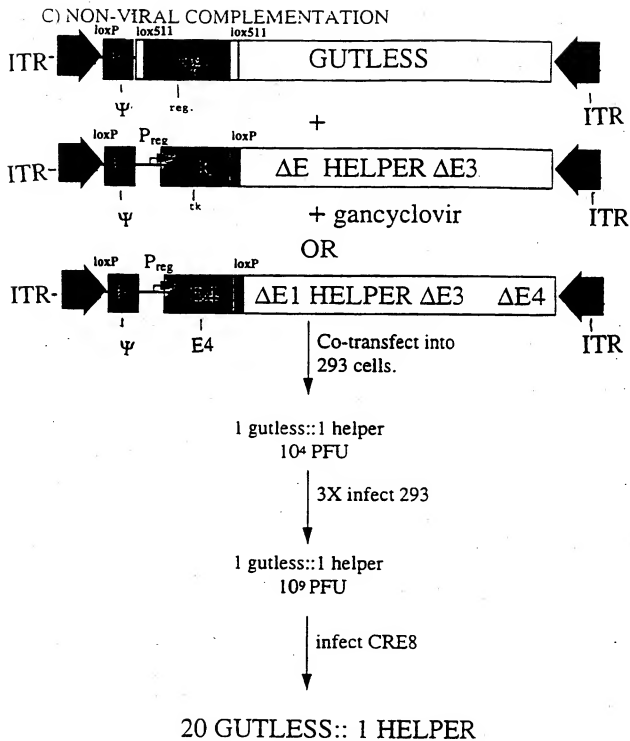 C) NON-VIRAL COMPLEMENTATION
loxP lox511 lox511
ITR- GUTLESS
Ψ reg. ITR
+
loxP Preg loxP
ITR- ΔE HELPER ΔE3
Ψ tk ITR
+ gancyclovir
OR
loxP Preg loxP
ITR- ΔE1 HELPER ΔE3 ΔE4
Ψ E4 ITR
Co-transfect into
293 cells.
1 gutless::1 helper
10⁴ PFU
3X infect 293
1 gutless::1 helper
10⁹ PFU
infect CRE8
20 GUTLESS:: 1 HELPER